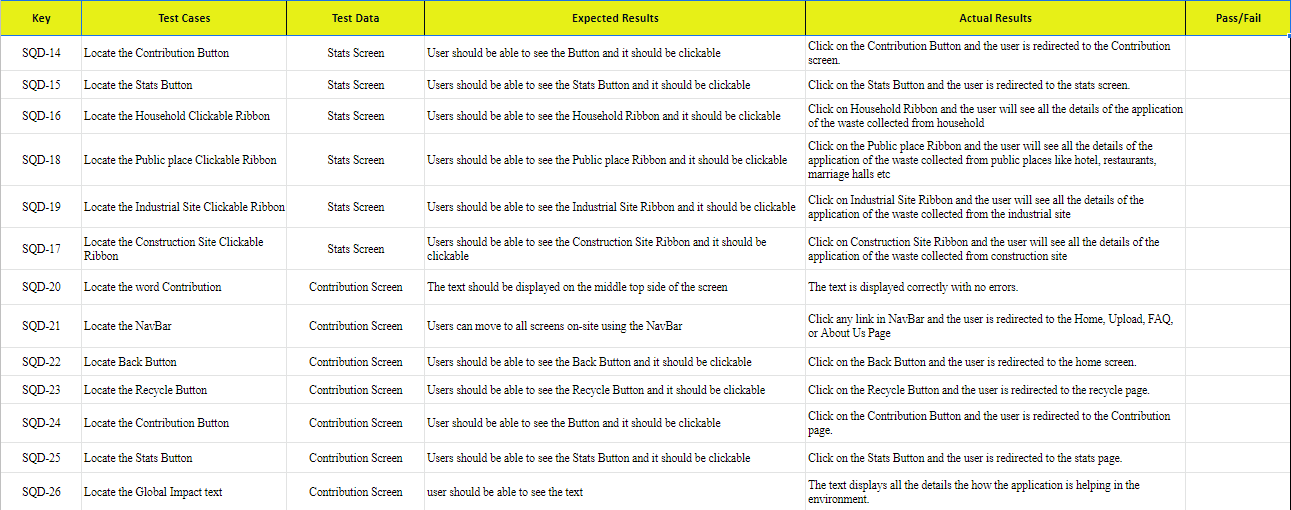 Key Test Cases Test Data Expected Results Actual Results Pass/Fail
SQD-14 Locate the Contribution Button Stats Screen User should be able to see the Button and it should be clickable Click on the Contribution Button and the user is redirected to the Contribution
screen.
SQD-15 Locate the Stats Button Stats Screen Users should be able to see the Stats Button and it should be clickable Click on the Stats Button and the user is redirected to the stats screen.
SQD-16 Locate the Household Clickable Ribbon Stats Screen Users should be able to see the Household Ribbon and it should be clickable Click on Household Ribbon and the user will see all the details of the application
of the waste collected from household
SQD-18 Locate the Public place Clickable Ribbon Stats Screen Users should be able to see the Public place Ribbon and it should be clickable Click on the Public place Ribbon and the user will see all the details of the
application of the waste collected from public places like hotel, restaurants,
marriage halls etc
SQD-19 Locate the Industrial Site Clickable Ribbon Stats Screen Users should be able to see the Industrial Site Ribbon and it should be clickable Click on Industrial Site Ribbon and the user will see all the details of the
application of the waste collected from the industrial site
SQD-17 Locate the Construction Site Clickable
Ribbon Stats Screen Users should be able to see the Construction Site Ribbon and it should be
clickable Click on Construction Site Ribbon and the user will see all the details of the
application of the waste collected from construction site
SQD-20 Locate the word Contribution Contribution Screen The text should be displayed on the middle top side of the screen The text is displayed correctly with no errors.
SQD-21 Locate the NavBar Contribution Screen Users can move to all screens on-site using the NavBar Click any link in NavBar and the user is redirected to the Home, Upload, FAQ,
or About Us Page
SQD-22 Locate Back Button Contribution Screen Users should be able to see the Back Button and it should be clickable Click on the Back Button and the user is redirected to the home screen.
SQD-23 Locate the Recycle Button Contribution Screen Users should be able to see the Recycle Button and it should be clickable Click on the Recycle Button and the user is redirected to the recycle page.
SQD-24 Locate the Contribution Button Contribution Screen User should be able to see the Button and it should be clickable Click on the Contribution Button and the user is redirected to the Contribution
page.
SQD-25 Locate the Stats Button Contribution Screen Users should be able to see the Stats Button and it should be clickable Click on the Stats Button and the user is redirected to the stats page.
SQD-26 Locate the Global Impact text Contribution Screen user should be able to see the text The text displays all the details the how the application is helping in the
environment.